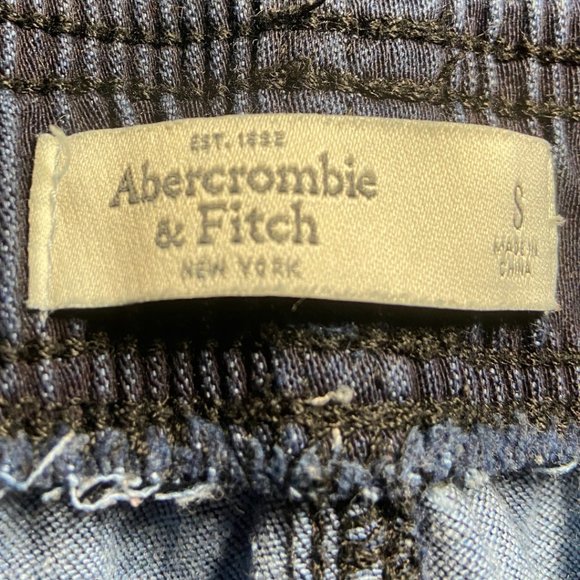 EST. 1892
Abercrombie
& Fitch
NEW YORK
S
MADE IN
CHINA